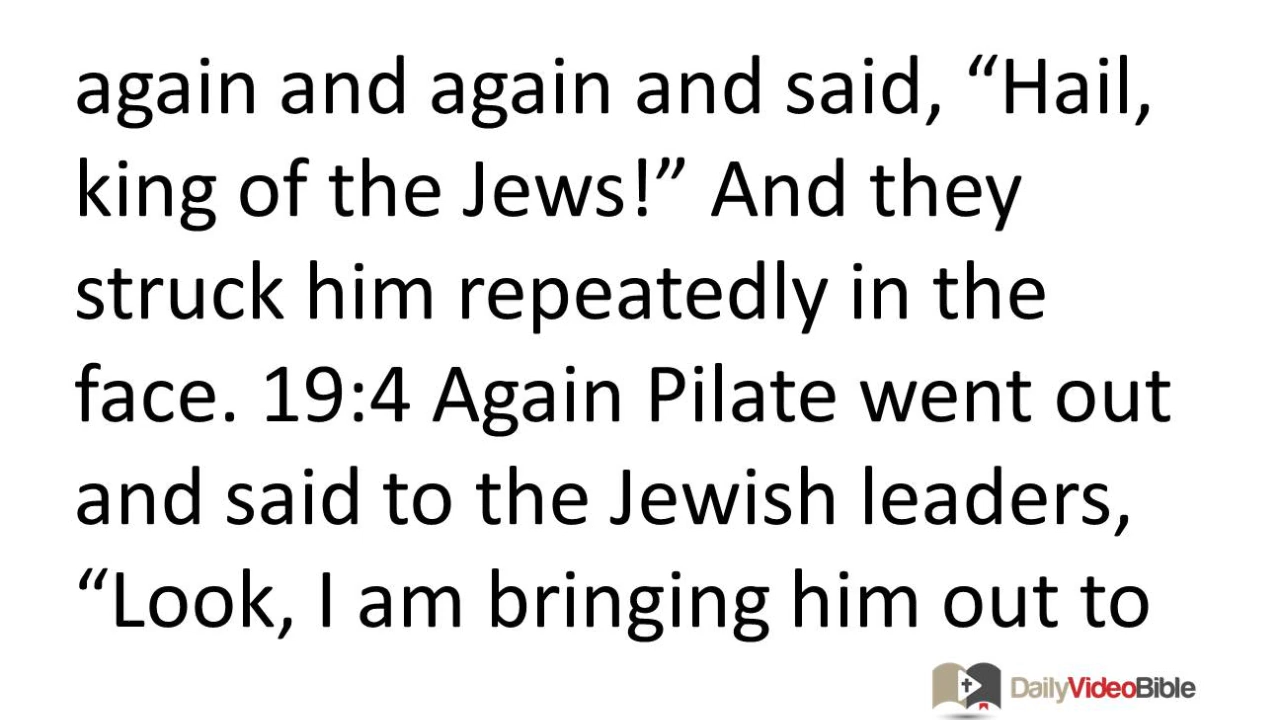 again and again and said, “Hail,
king of the Jews!” And they
struck him repeatedly in the
face. 19:4 Again Pilate went out
and said to the Jewish leaders,
“Look, I am bringing him out to
DailyVideoBible